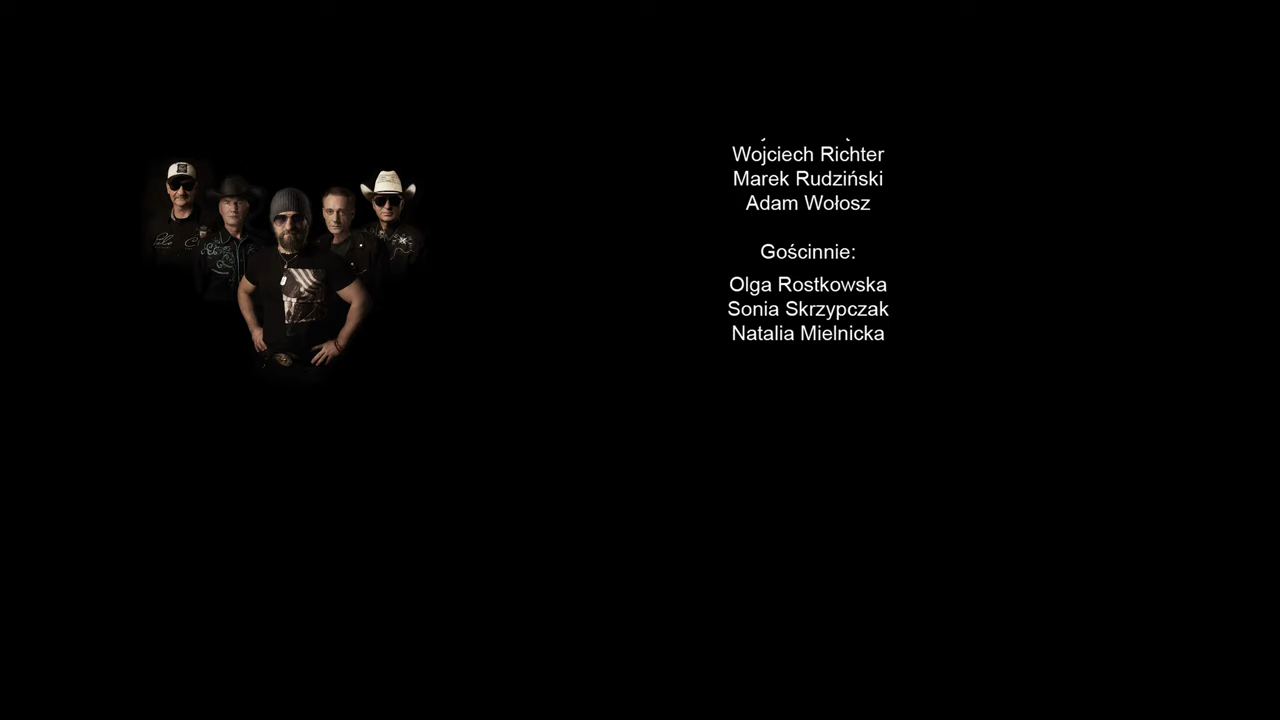 Wojciech Richter
Marek Rudziński
Adam Wołosz
Gościnnie:
Olga Rostkowska
Sonia Skrzypczak
Natalia Mielnicka